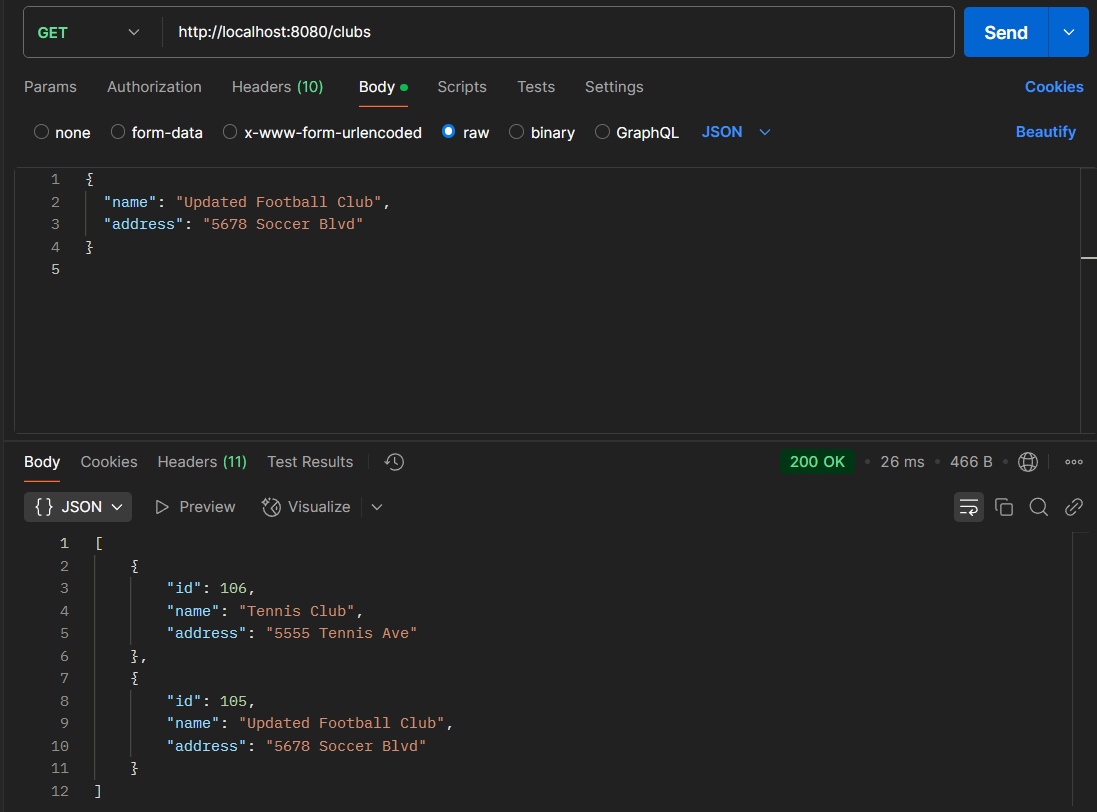 GET http://localhost:8080/clubs Send
Params Authorization Headers (10) Body Scripts Tests Settings Cookies
none form-data x-www-form-urlencoded raw binary GraphQL JSON Beautify
1 {
2 "name": "Updated Football Club",
3 "address": "5678 Soccer Blvd"
4 }
5
Body Cookies Headers (11) Test Results 200 OK • 26 ms • 466 B •
{} JSON Preview Visualize
1 [
2 {
3 "id": 106,
4 "name": "Tennis Club",
5 "address": "5555 Tennis Ave"
6 },
7 {
8 "id": 105,
9 "name": "Updated Football Club",
10 "address": "5678 Soccer Blvd"
11 }
12 ]